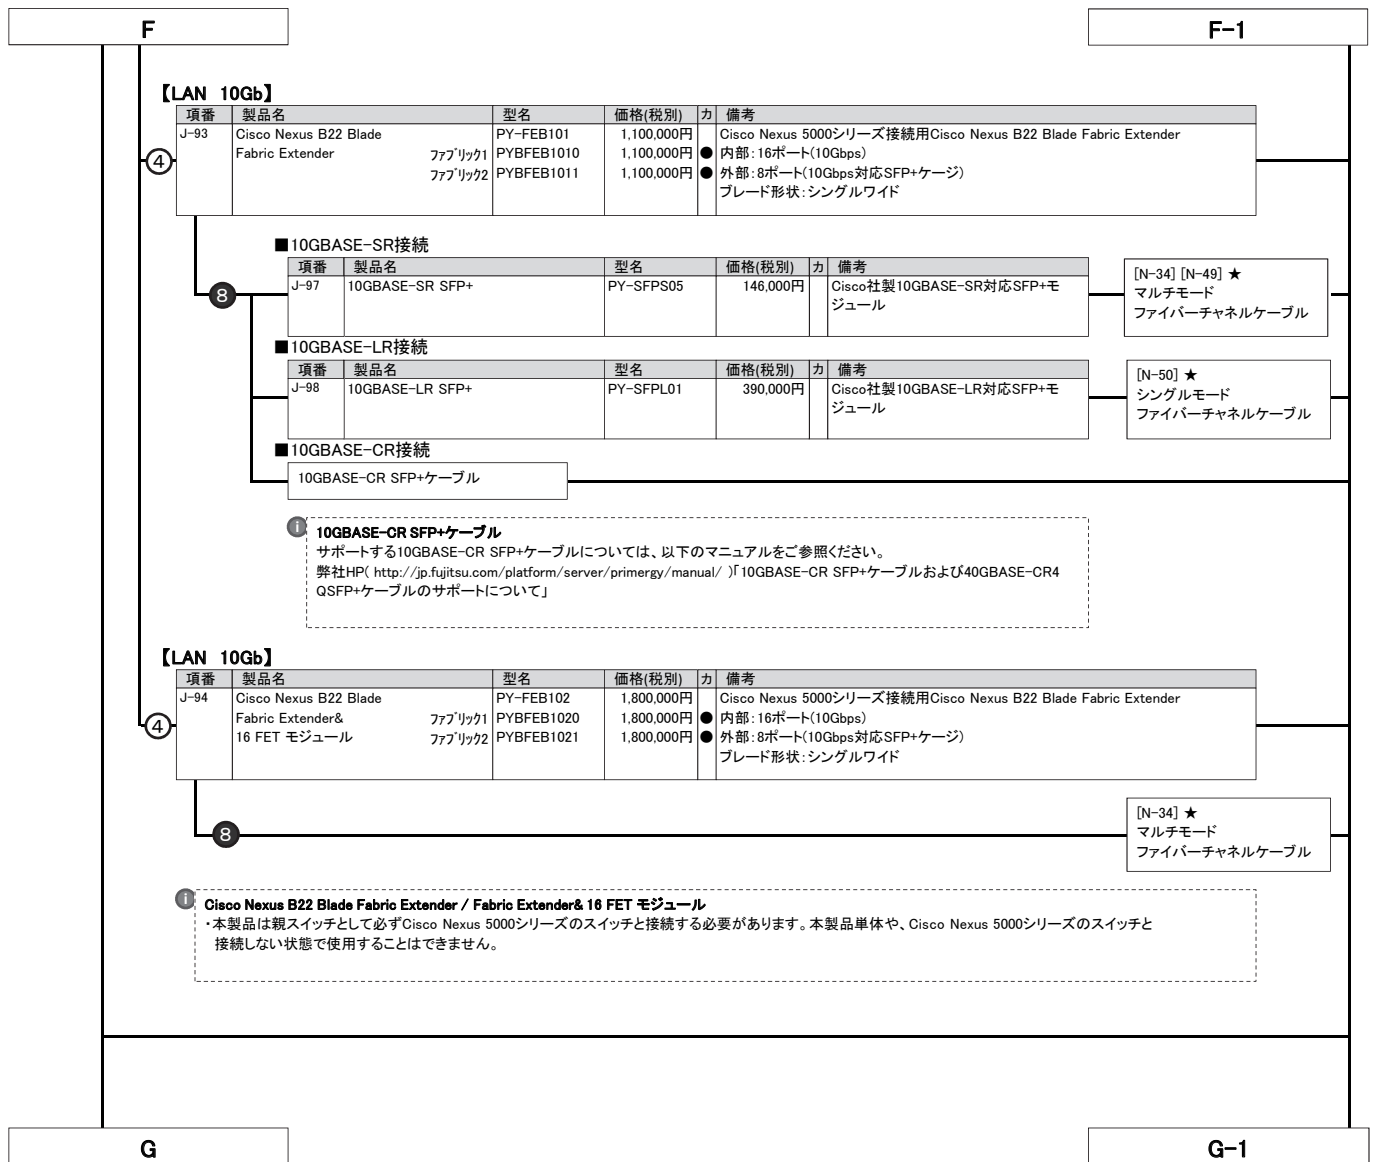 F
F-1
【LAN 10Gb】
項番 製品名 型名 価格(税別) カ 備考
J-93 Cisco Nexus B22 Blade PY-FEB101 1,100,000円 Cisco Nexus 5000シリーズ接続用Cisco Nexus B22 Blade Fabric Extender
④ Fabric Extender ファブリック1 PYBFEB1010 1,100,000円 ● 内部：16ポート(10Gbps)
ファブリック2 PYBFEB1011 1,100,000円 ● 外部：8ポート(10Gbps対応SFP+ケージ)
ブレード形状：シングルワイド
■10GBASE-SR接続
項番 製品名 型名 価格(税別) カ 備考
❽ J-97 10GBASE-SR SFP+ PY-SFPS05 146,000円 Cisco社製10GBASE-SR対応SFP+モ
ジュール
[N-34] [N-49] ★
マルチモード
ファイバーチャネルケーブル
■10GBASE-LR接続
項番 製品名 型名 価格(税別) カ 備考
J-98 10GBASE-LR SFP+ PY-SFPL01 390,000円 Cisco社製10GBASE-LR対応SFP+モ
ジュール
[N-50] ★
シングルモード
ファイバーチャネルケーブル
■10GBASE-CR接続
10GBASE-CR SFP+ケーブル
i 10GBASE-CR SFP+ケーブル
サポートする10GBASE-CR SFP+ケーブルについては、以下のマニュアルをご参照ください。
弊社HP( http://jp.fujitsu.com/platform/server/primergy/manual/ )「10GBASE-CR SFP+ケーブルおよび40GBASE-CR4
QSFP+ケーブルのサポートについて」
【LAN 10Gb】
項番 製品名 型名 価格(税別) カ 備考
J-94 Cisco Nexus B22 Blade PY-FEB102 1,800,000円 Cisco Nexus 5000シリーズ接続用Cisco Nexus B22 Blade Fabric Extender
④ Fabric Extender& ファブリック1 PYBFEB1020 1,800,000円 ● 内部：16ポート(10Gbps)
16 FET モジュール ファブリック2 PYBFEB1021 1,800,000円 ● 外部：8ポート(10Gbps対応SFP+ケージ)
ブレード形状：シングルワイド
❽
[N-34] ★
マルチモード
ファイバーチャネルケーブル
i Cisco Nexus B22 Blade Fabric Extender / Fabric Extender& 16 FET モジュール
・本製品は親スイッチとして必ずCisco Nexus 5000シリーズのスイッチと接続する必要があります。本製品単体や、Cisco Nexus 5000シリーズのスイッチと
接続しない状態で使用することはできません。
G
G-1